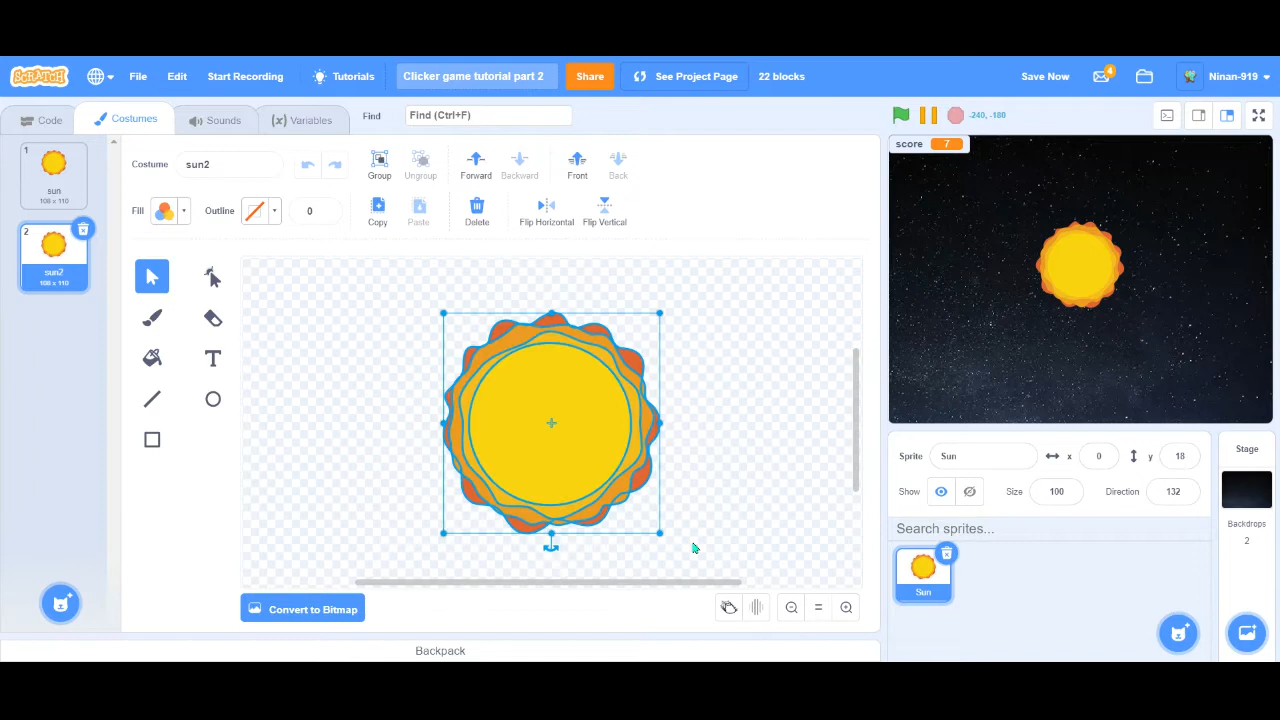 SCRATCH File Edit Start Recording Tutorials Clicker game tutorial part 2 Share See Project Page 22 blocks Save Now 4 Ninan-919
Code Costumes Sounds (x) Variables Find Find (Ctrl+F) -240, -180
score 7
1
sun
108 x 110
2
sun2
108 x 110
Costume sun2 Group Ungroup Forward Backward Front Back
Fill Outline 0 Copy Paste Delete Flip Horizontal Flip Vertical
T
Convert to Bitmap
Backpack
Sprite Sun x 0 y 18
Show Size 100 Direction 132
Search sprites...
Sun
Stage
Backdrops
2